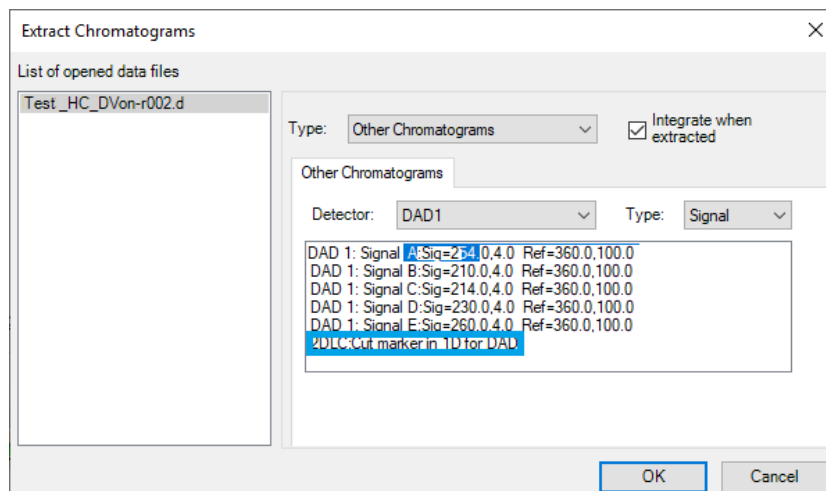 Extract Chromatograms
List of opened data files
Test _HC_DVon-r002.d
Type: Other Chromatograms
Integrate when
extracted
Other Chromatograms
Detector: DAD1 Type: Signal
DAD 1: Signal A:Sig=254.0,4.0 Ref=360.0,100.0
DAD 1: Signal B:Sig=210.0,4.0 Ref=360.0,100.0
DAD 1: Signal C:Sig=214.0,4.0 Ref=360.0,100.0
DAD 1: Signal D:Sig=230.0,4.0 Ref=360.0,100.0
DAD 1: Signal E:Sig=260.0,4.0 Ref=360.0,100.0
2DLC:Cut marker in 1D for DAD
OK Cancel